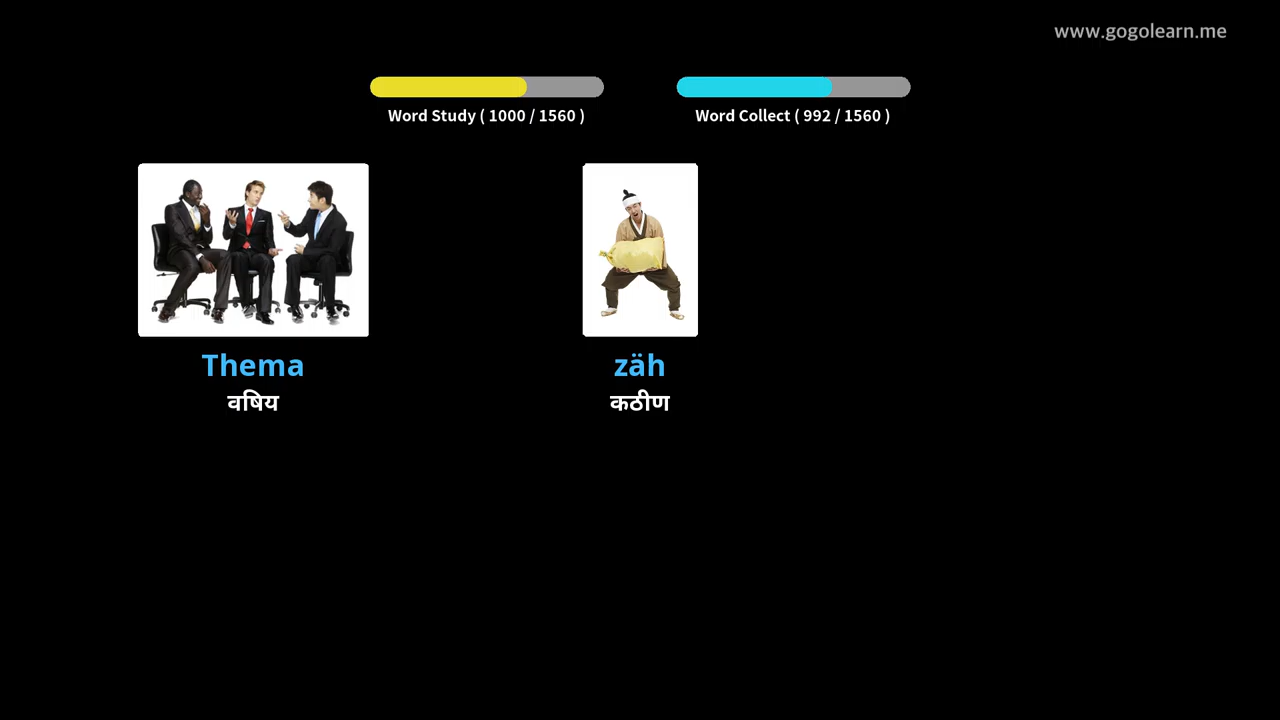 www.gogolearn.me
Word Study ( 1000 / 1560 )
Word Collect ( 992 / 1560 )
Thema
zäh
वषिय
कठीण